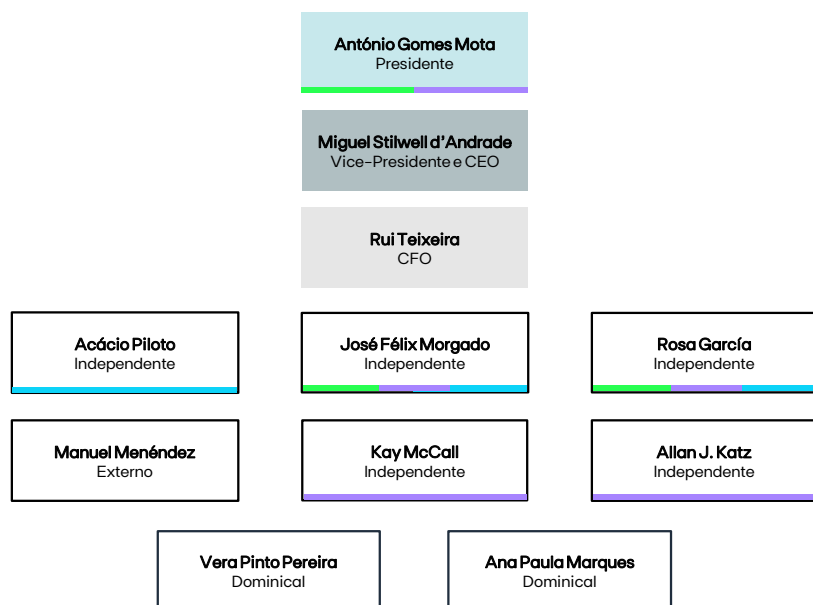 António Gomes Mota
Presidente
Miguel Stilwell d'Andrade
Vice-Presidente e CEO
Rui Teixeira
CFO
Acácio Piloto
Independente
José Félix Morgado
Independente
Rosa García
Independente
Manuel Menéndez
Externo
Kay McCall
Independente
Allan J. Katz
Independente
Vera Pinto Pereira
Dominical
Ana Paula Marques
Dominical